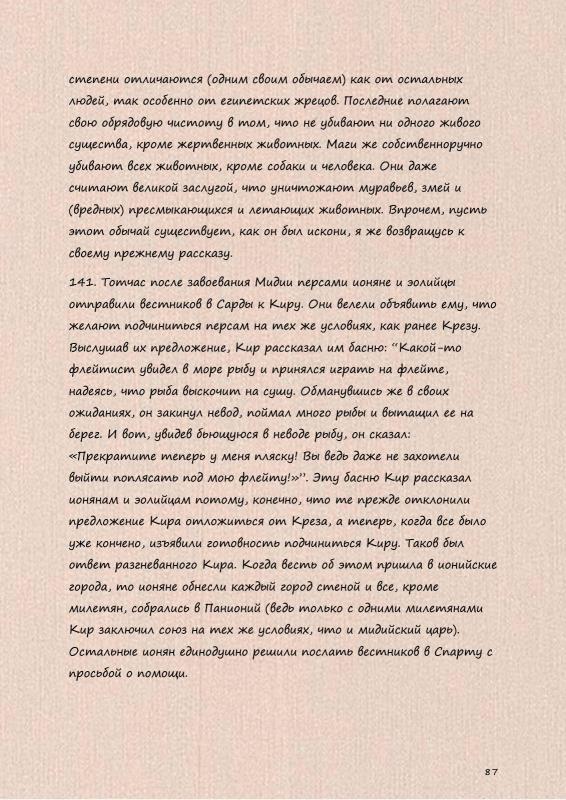 степени отличаются (одним своим обычаем) как от остальных
людей, так особенно от египетских жрецов. Последние полагают
свою обрядовую чистоту в том, что не убивают ни одного живого
существа, кроме жертвенных животных. Маги же собственноручно
убивают всех животных, кроме собаки и человека. Они даже
считают великой заслугой, что уничтожают муравьев, змей и
(вредных) пресмыкающихся и летающих животных. Впрочем, пусть
этот обычай существует, как он был искони, я же возвращусь к
своему прежнему рассказу.
141. Тотчас после завоевания Мидии персами ионяне и эолийцы
отправили вестников в Сарды к Киру. Они велели объявить ему, что
желают подчиниться персам на тех же условиях, как ранее Крезу.
Выслушав их предложение, Кир рассказал им басню: “Какой-то
флейтист увидел в море рыбу и принялся играть на флейте,
надеясь, что рыба выскочит на сушу. Обманувшись же в своих
ожиданиях, он закинул невод, поймал много рыбы и вытащил ее на
берег. И вот, увидев бьющуюся в неводе рыбу, он сказал:
«Прекратите теперь у меня пляску! Вы ведь даже не захотели
выйти поплясать под мою флейту!»”. Эту басню Кир рассказал
ионянам и эолийцам потому, конечно, что те прежде отклонили
предложение Кира отложиться от Креза, а теперь, когда все было
уже кончено, изъявили готовность подчиниться Киру. Таков был
ответ разгневанного Кира. Когда весть об этом пришла в ионийские
города, то ионяне обнесли каждый город стеной и все, кроме
милетян, собрались в Панионий (ведь только с одними милетянами
Кир заключил союз на тех же условиях, что и мидийский царь).
Остальные ионян единодушно решили послать вестников в Спарту с
просьбой о помощи.
87